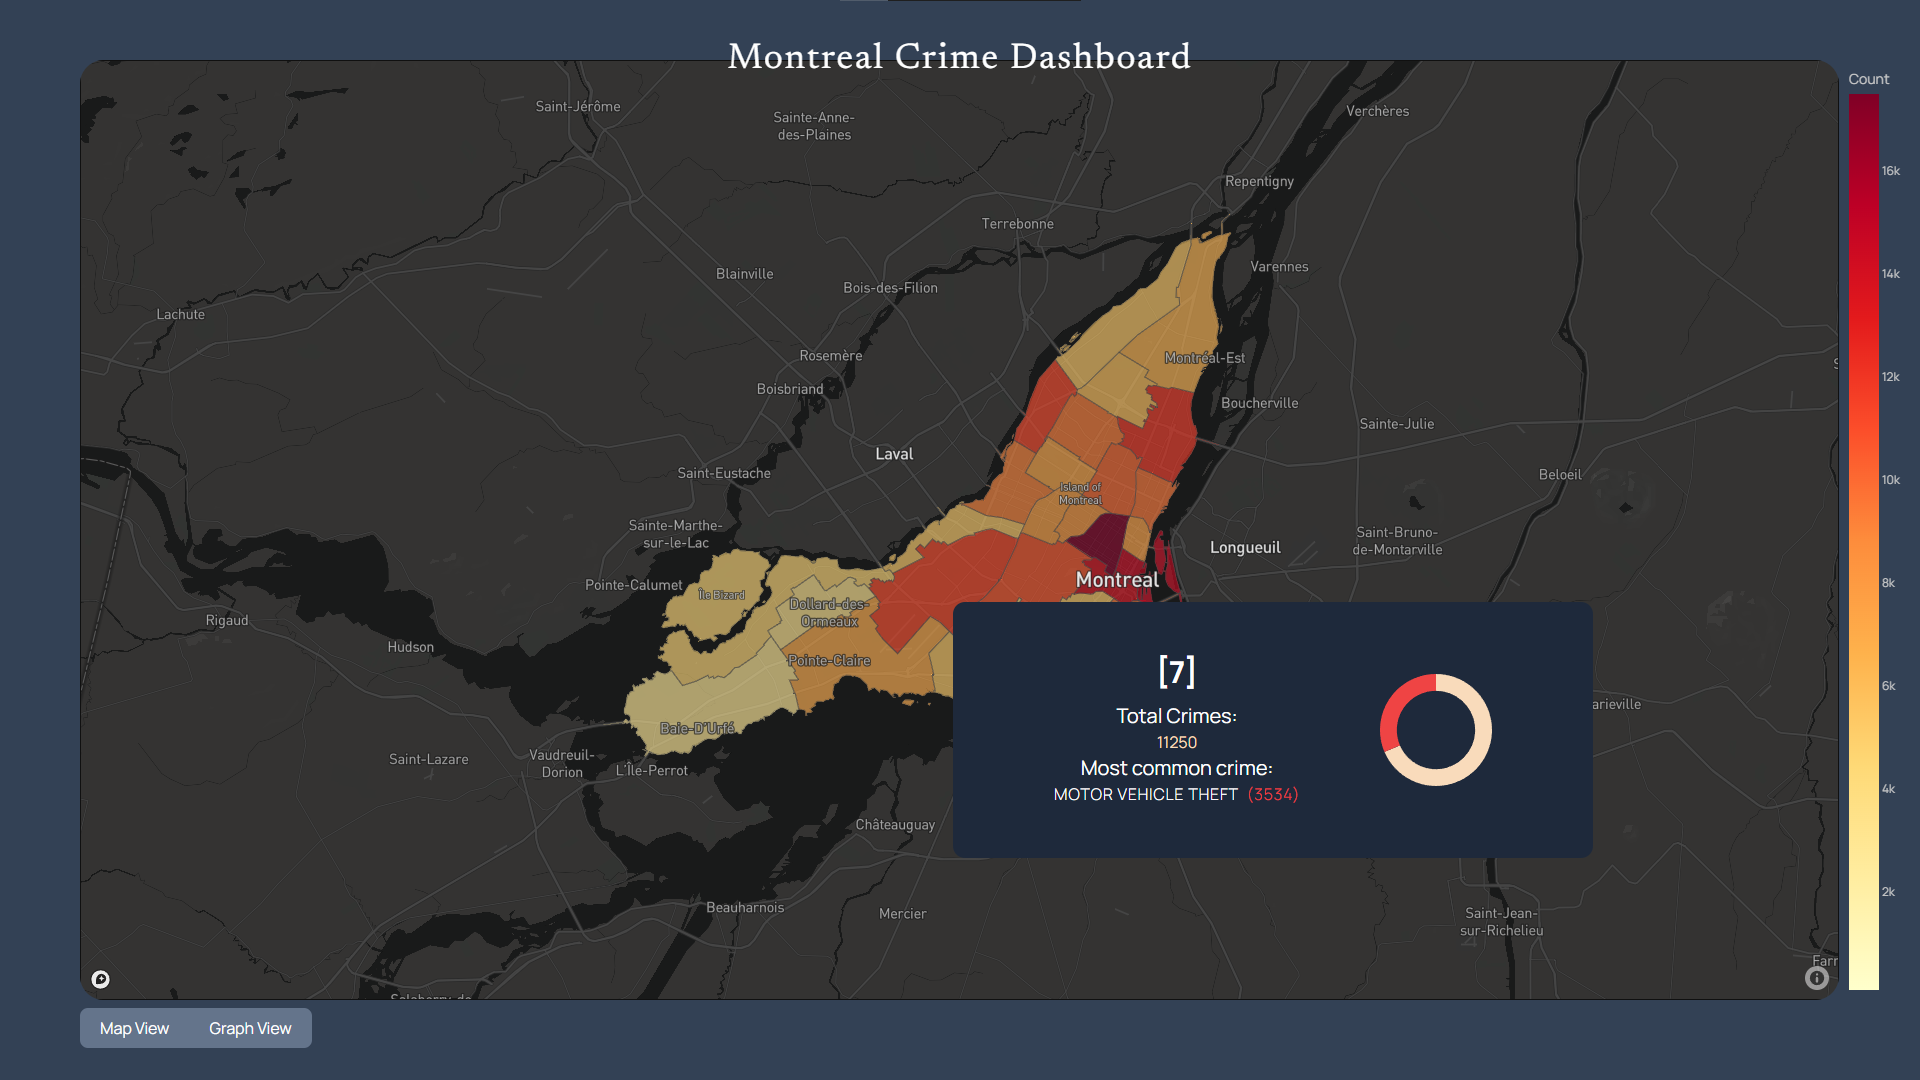 Montreal Crime Dashboard
Count
Saint-Jérôme
Sainte-Anne-
des-Plaines
Verchères
16k
Repentigny
Terrebonne
Varennes
14k
Blainville
Bois-des-Filion
Lachute
Rosemère
Montréal-Est
12k
Boisbriand
Boucherville
Sainte-Julie
Laval
Saint-Eustache
Beloeil
10k
Island of
Montreal
Sainte-Marthe-
sur-le-Lac
Saint-Bruno-
de-Montarville
Longueuil
Montreal
8k
Pointe-Calumet
Île Bizard
Dollard-des-
Ormeaux
Rigaud
Hudson
Pointe-Claire
6k
[7]
Total Crimes:
11250
Most common crime:
MOTOR VEHICLE THEFT (3534)
arieville
Baie-D'Urfé
Saint-Lazare
Vaudreuil-
Dorion
L'Île-Perrot
4k
Châteauguay
2k
Beauharnois
Mercier
Saint-Jean-
sur-Richelieu
Farr
Map View
Graph View